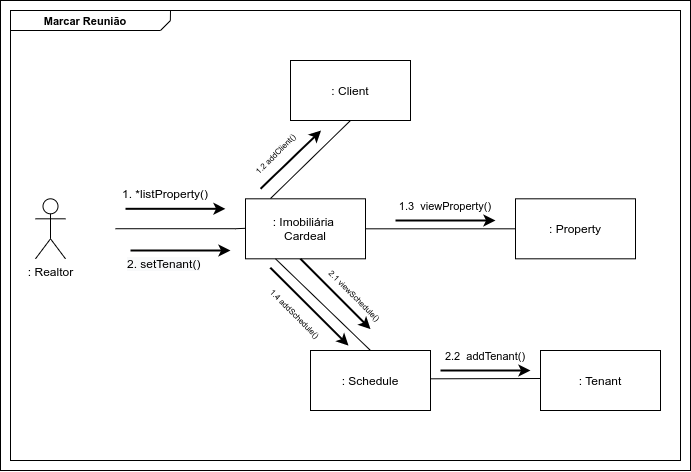 Marcar Reunião
: Client
1.2 addClient()
1. *listProperty()
1.3 viewProperty()
: Imobiliária
Cardeal
: Property
2. setTenant()
: Realtor
2.1 viewSchedule()
1.4 addSchedule()
2.2 addTenant()
: Schedule
: Tenant